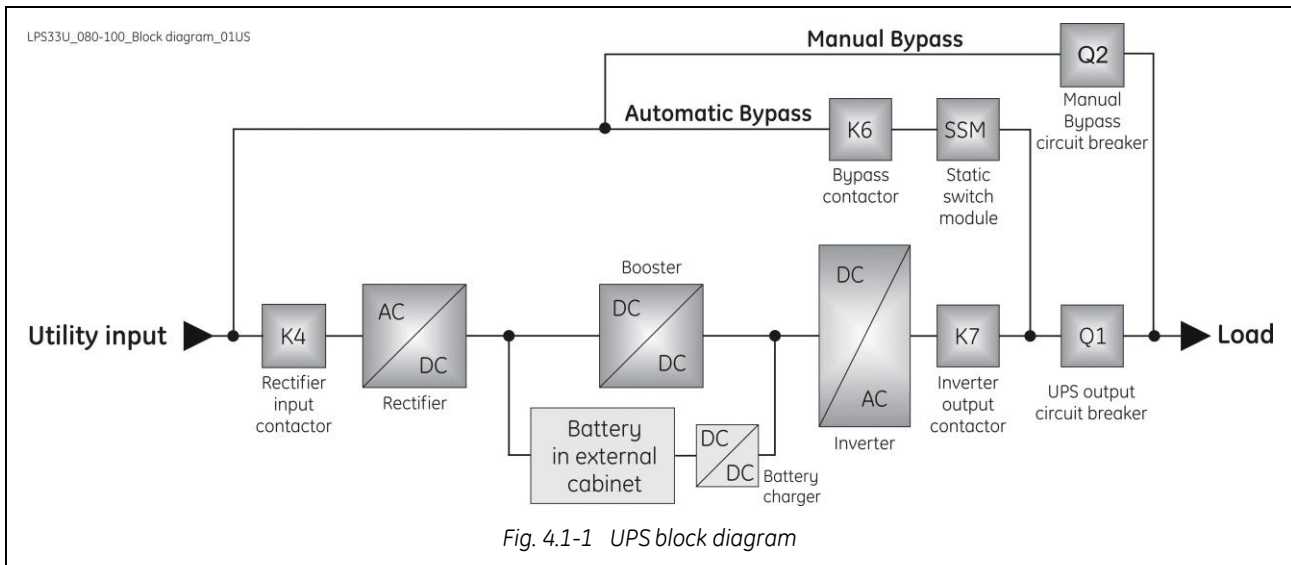 LPS33U_080-100_Block diagram_01US
Manual Bypass
Q2
Manual
Bypass
circuit breaker
Automatic Bypass
K6
SSM
Bypass
contactor
Static
switch
module
Utility input
K4
Rectifier
input
contactor
AC
DC
Rectifier
Booster
DC
DC
Battery
in external
cabinet
DC
DC
Battery
charger
DC
AC
Inverter
K7
Inverter
output
contactor
Q1
UPS output
circuit breaker
Load
Fig. 4.1-1 UPS block diagram